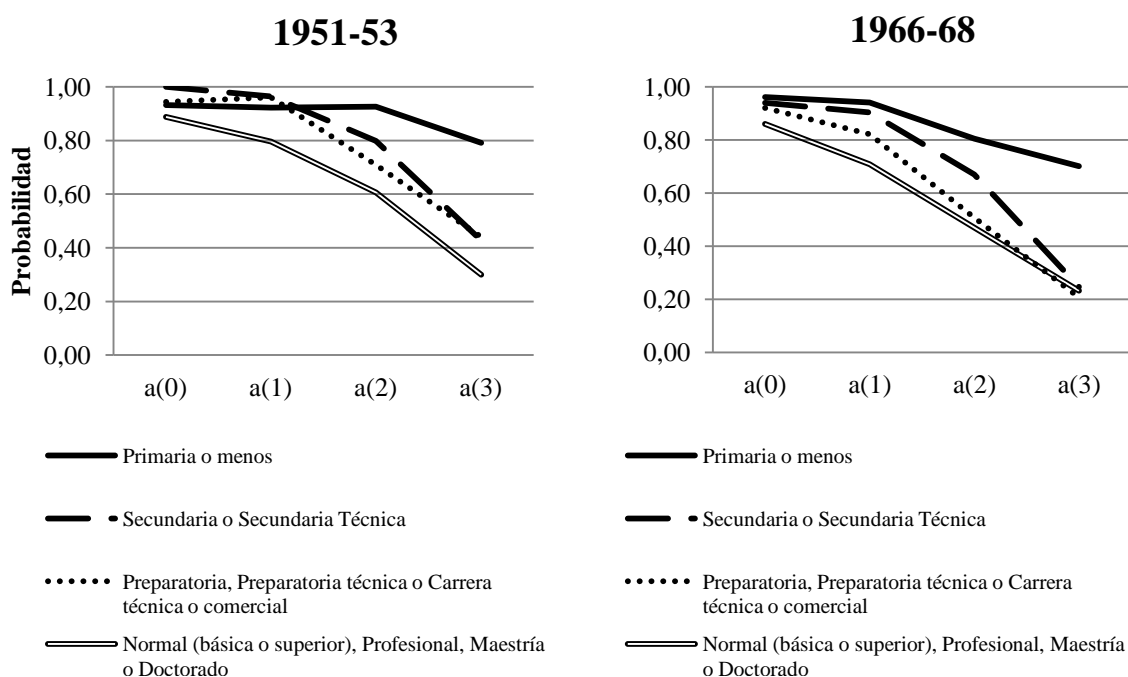 1951-53
Probabilidad
1,00
0,80
0,60
0,40
0,20
0,00
a(0) a(1) a(2) a(3)
Primaria o menos
Secundaria o Secundaria Técnica
Preparatoria, Preparatoria técnica o Carrera
técnica o comercial
Normal (básica o superior), Profesional, Maestría
o Doctorado
1966-68
1,00
0,80
0,60
0,40
0,20
0,00
a(0) a(1) a(2) a(3)
Primaria o menos
Secundaria o Secundaria Técnica
Preparatoria, Preparatoria técnica o Carrera
técnica o comercial
Normal (básica o superior), Profesional, Maestría
o Doctorado